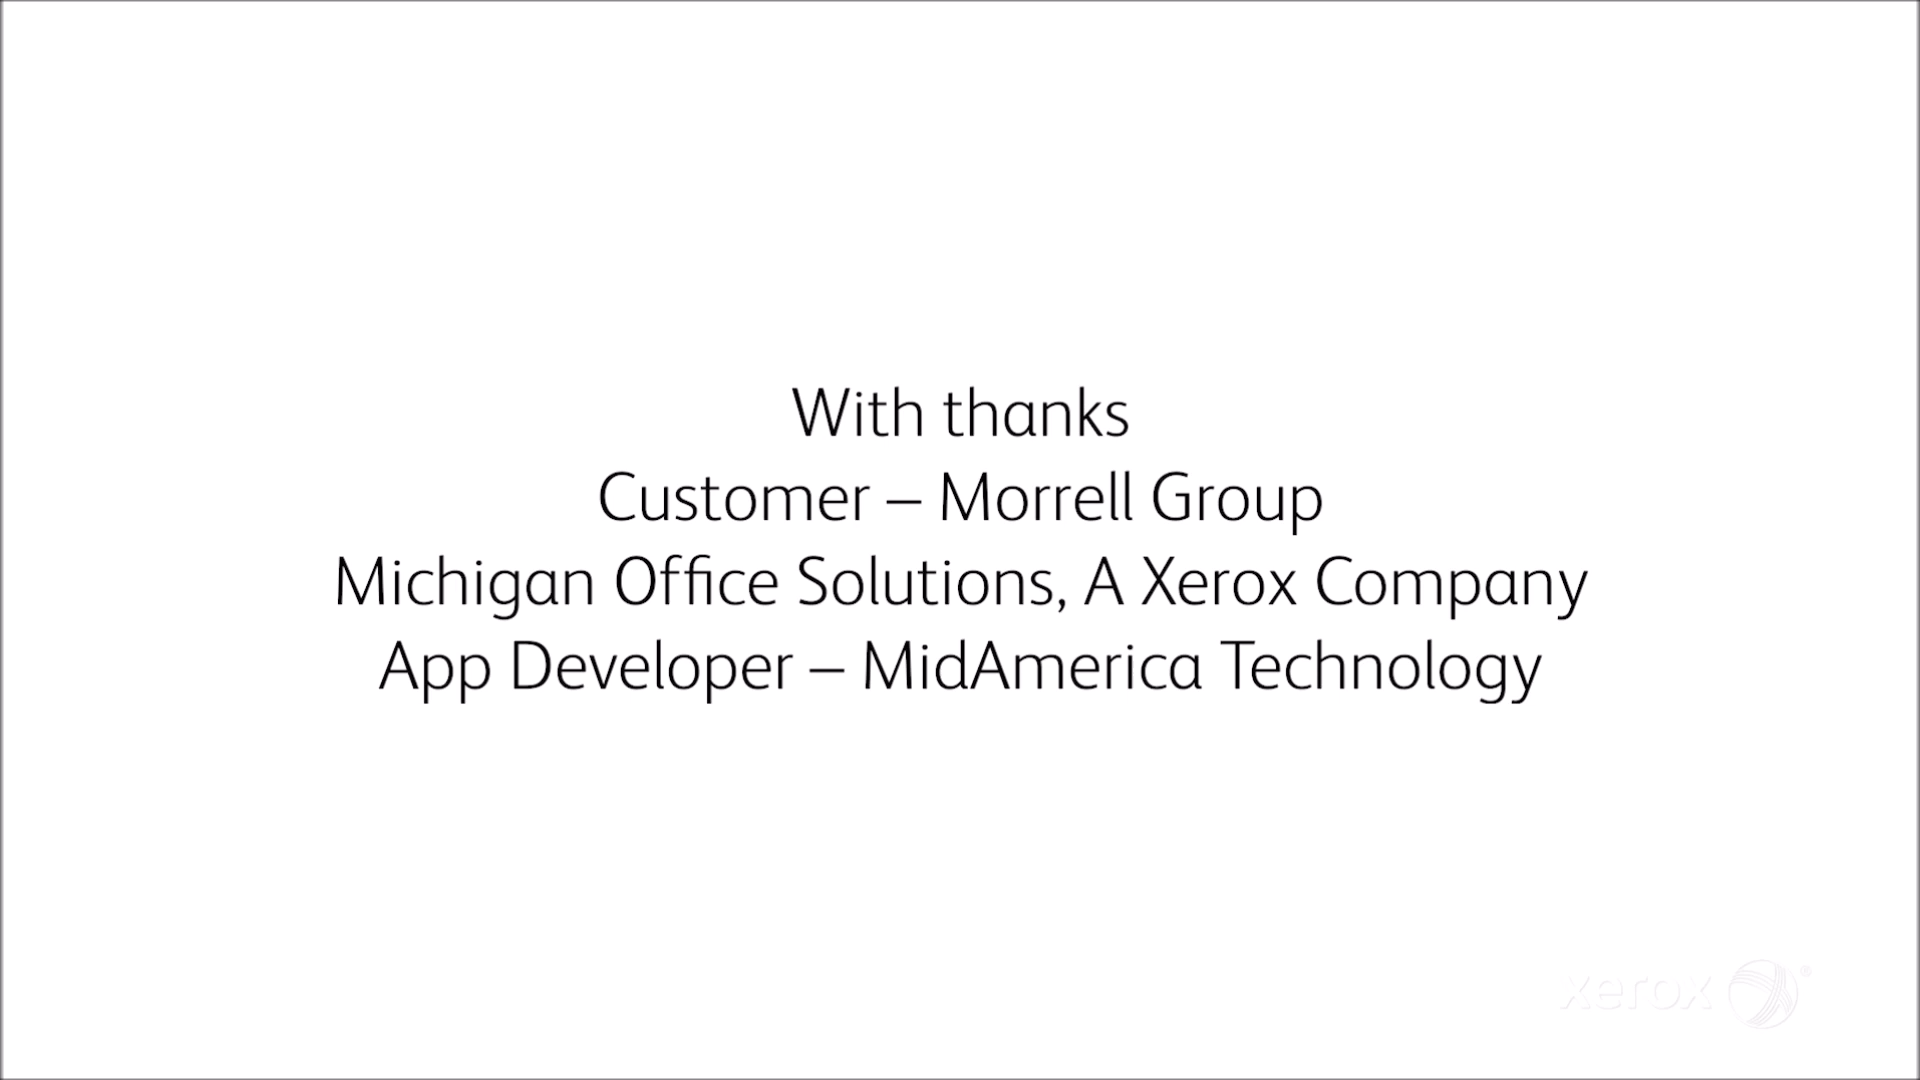 With thanks
Customer – Morrell Group
Michigan Office Solutions, A Xerox Company
App Developer – MidAmerica Technology
xerox®